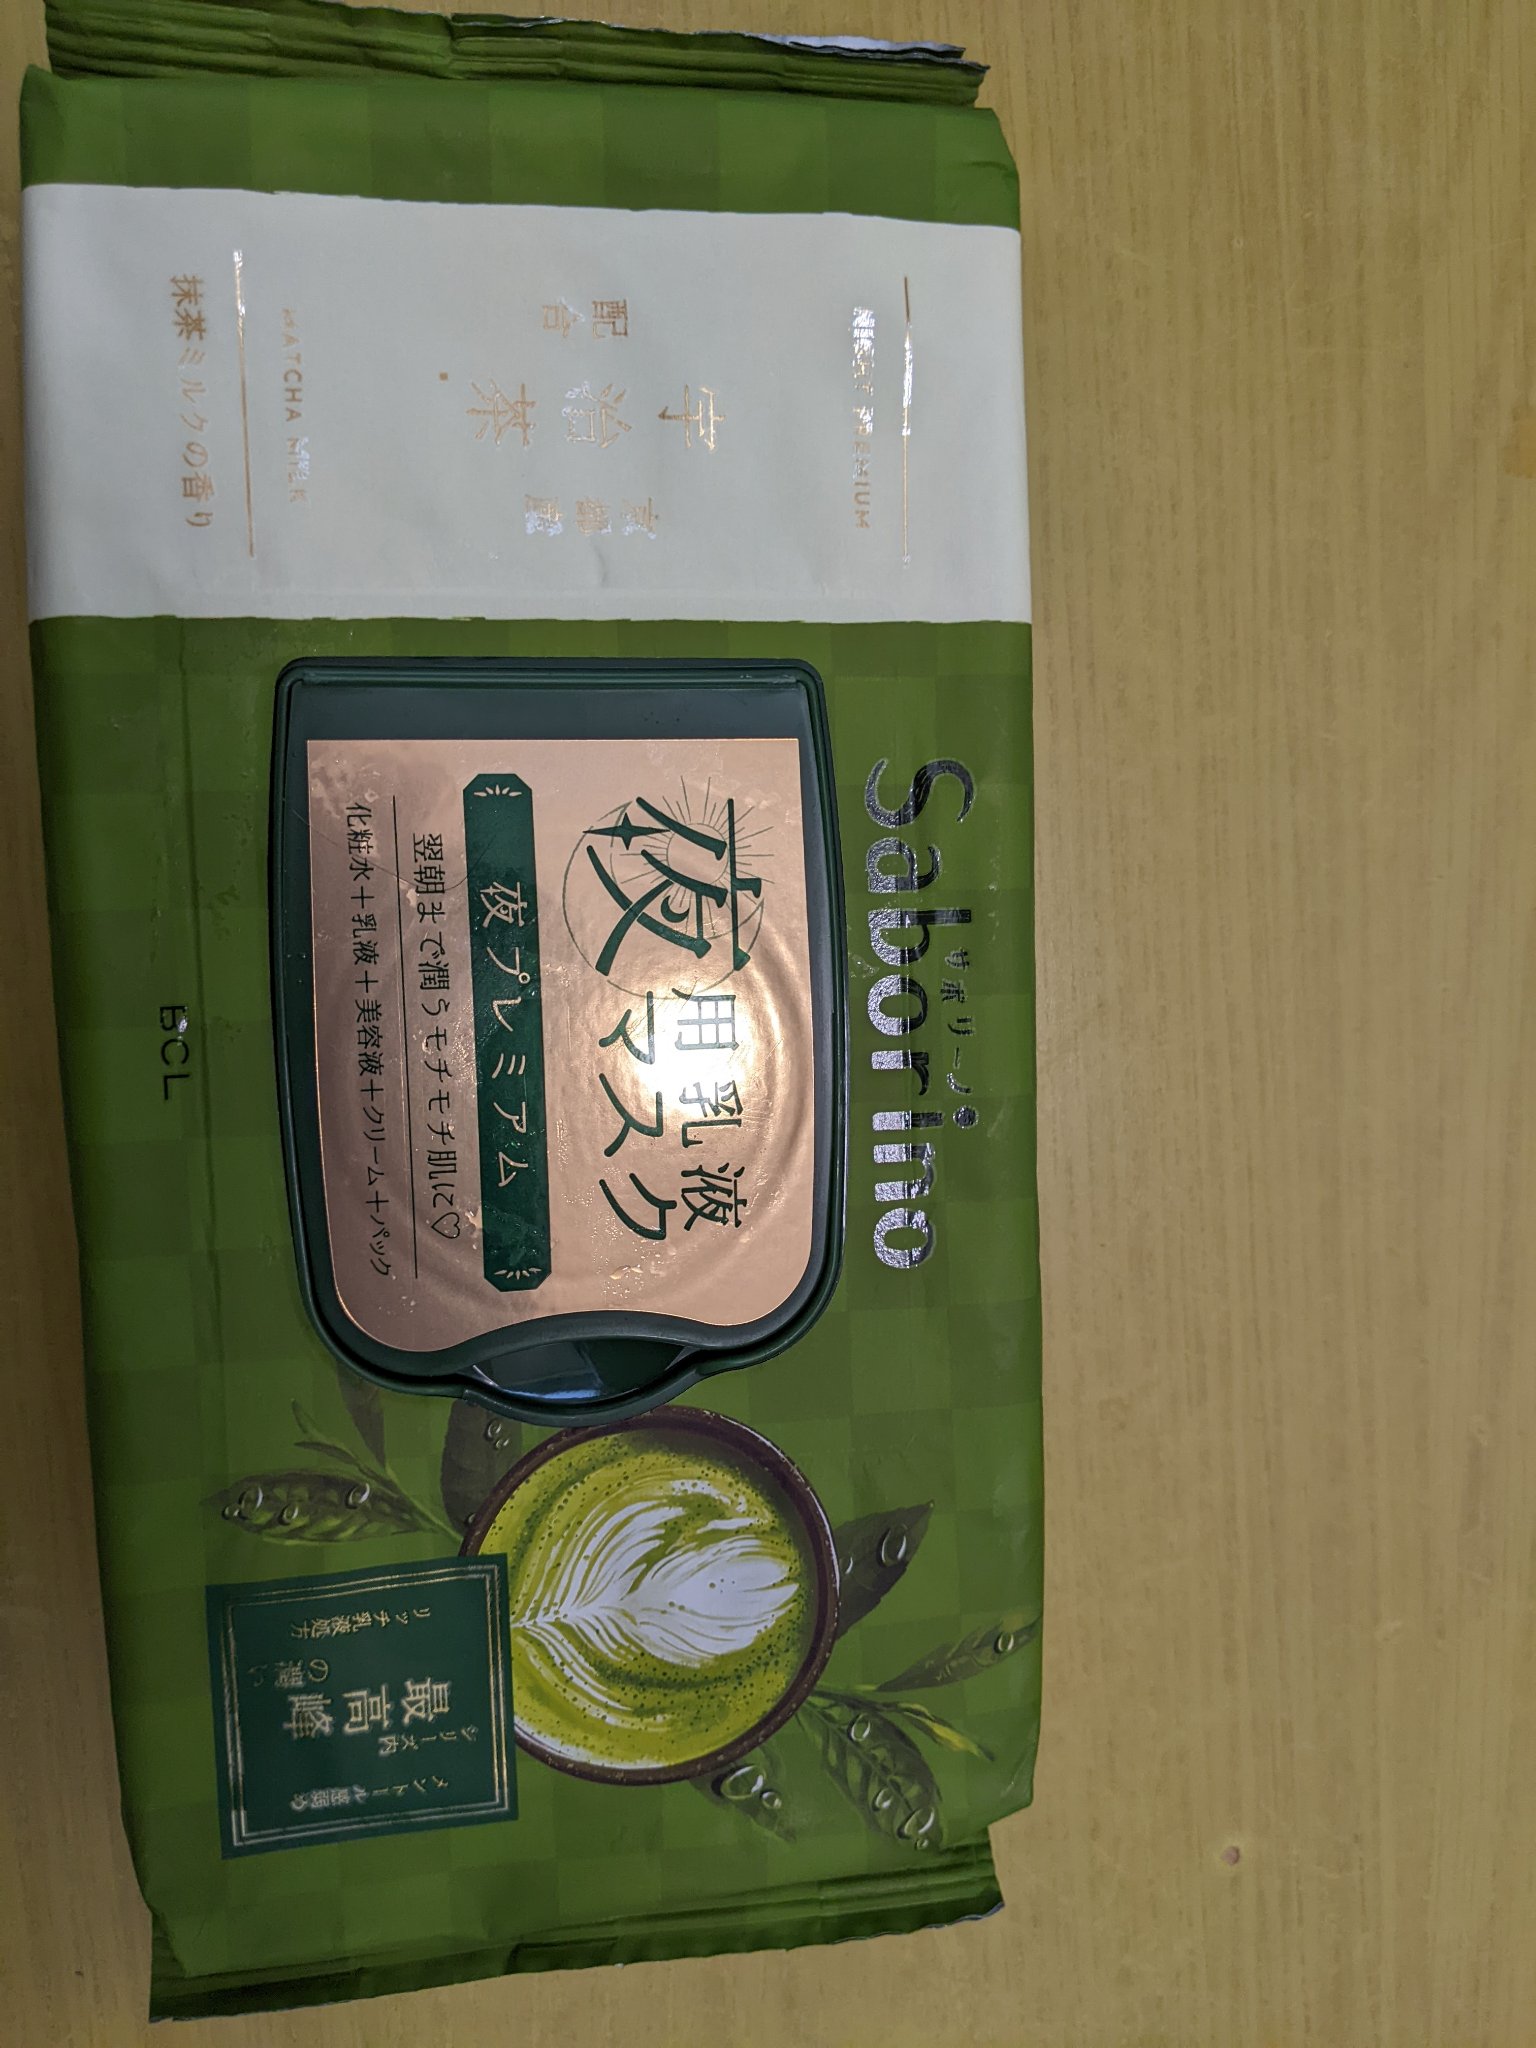 NIGHT PREMIUM
京都産
宇治茶
配合
MATCHA MILK
抹茶ミルクの香り
サボリーノ
Saborino
夜用乳液
マスク
夜プレミアム
翌朝まで潤うモチモチ肌に♡
化粧水+乳液+美容液+クリーム+パック
BCL
メントール感弱め
シリーズ内
最高峰
の潤い
リッチ乳液処方